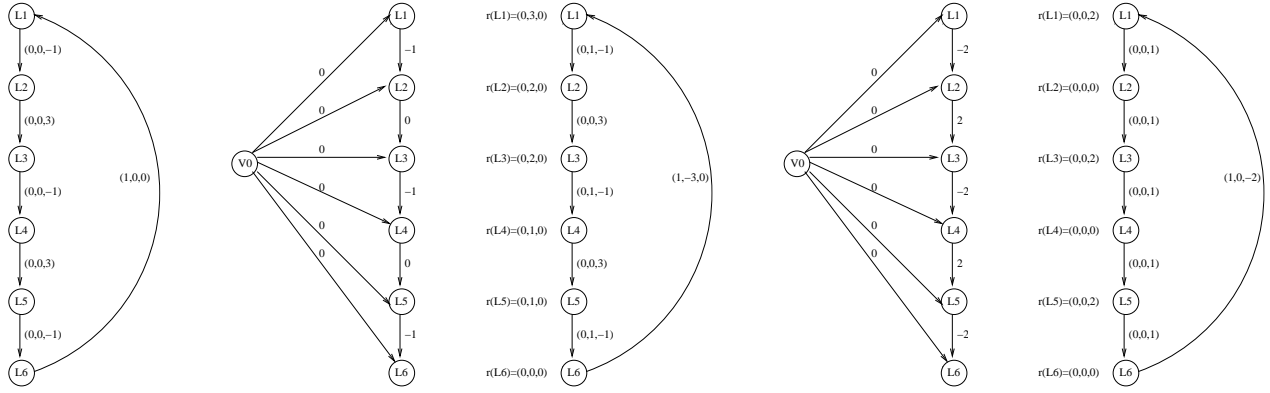 L1
(0,0,−1)
L2
(0,0,3)
L3
(0,0,−1)
L4
(0,0,3)
L5
(0,0,−1)
L6
(1,0,0)
V0
0
0
0
0
0
0
L1
−1
L2
0
L3
−1
L4
0
L5
−1
L6
r(L1)=(0,3,0)
L1
(0,1,−1)
r(L2)=(0,2,0)
L2
(0,0,3)
r(L3)=(0,2,0)
L3
(0,1,−1)
r(L4)=(0,1,0)
L4
(0,0,3)
r(L5)=(0,1,0)
L5
(0,1,−1)
r(L6)=(0,0,0)
L6
(1,−3,0)
V0
0
0
0
0
0
0
L1
−2
L2
2
L3
−2
L4
2
L5
−2
L6
r(L1)=(0,0,2)
L1
(0,0,1)
r(L2)=(0,0,0)
L2
(0,0,1)
r(L3)=(0,0,2)
L3
(0,0,1)
r(L4)=(0,0,0)
L4
(0,0,1)
r(L5)=(0,0,2)
L5
(0,0,1)
r(L6)=(0,0,0)
L6
(1,0,−2)